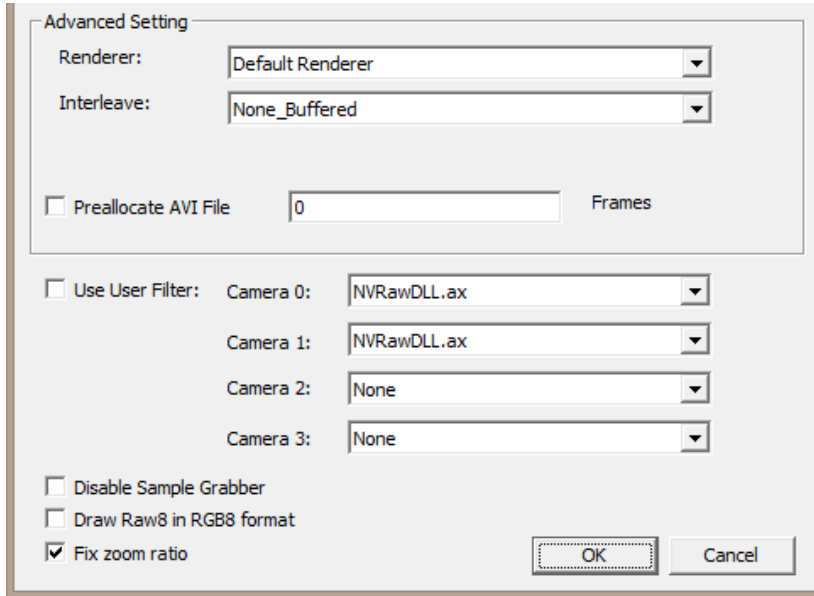 Advanced Setting
Renderer: Default Renderer
Interleave: None_Buffered
Preallocate AVI File 0 Frames
Use User Filter: Camera 0: NVRawDLL.ax
Camera 1: NVRawDLL.ax
Camera 2: None
Camera 3: None
Disable Sample Grabber
Draw Raw8 in RGB8 format
Fix zoom ratio OK Cancel